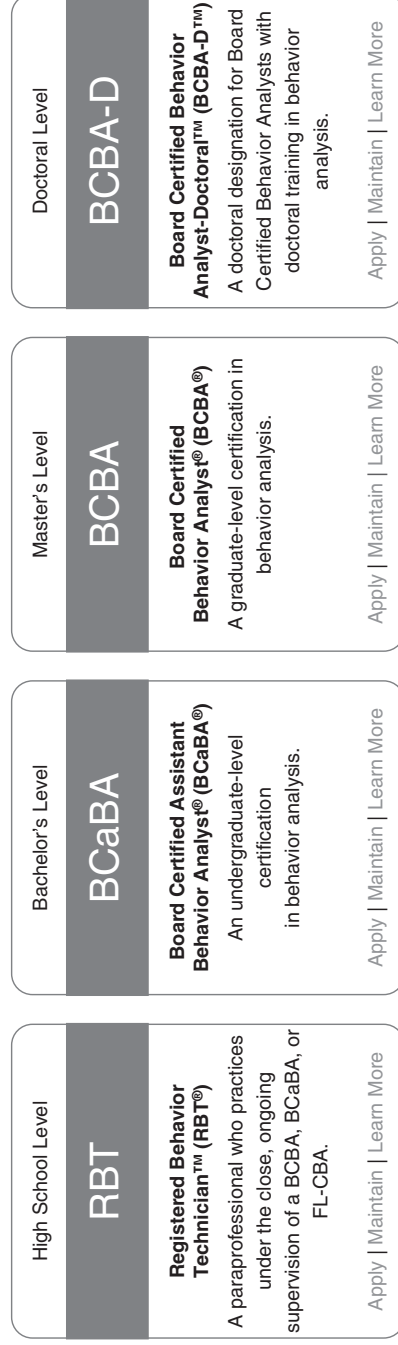 High School Level
RBT
Registered Behavior
Technician™ (RBT®)
A paraprofessional who practices
under the close, ongoing
supervision of a BCBA, BCaBA, or
FL-CBA.
Apply | Maintain | Learn More
Bachelor's Level
BCaBA
Board Certified Assistant
Behavior Analyst® (BCaBA®)
An undergraduate-level
certification
in behavior analysis.
Apply | Maintain | Learn More
Master's Level
BCBA
Board Certified
Behavior Analyst® (BCBA®)
A graduate-level certification in
behavior analysis.
Apply | Maintain | Learn More
Doctoral Level
BCBA-D
Board Certified Behavior
Analyst-Doctoral™ (BCBA-D™)
A doctoral designation for Board
Certified Behavior Analysts with
doctoral training in behavior
analysis.
Apply | Maintain | Learn More